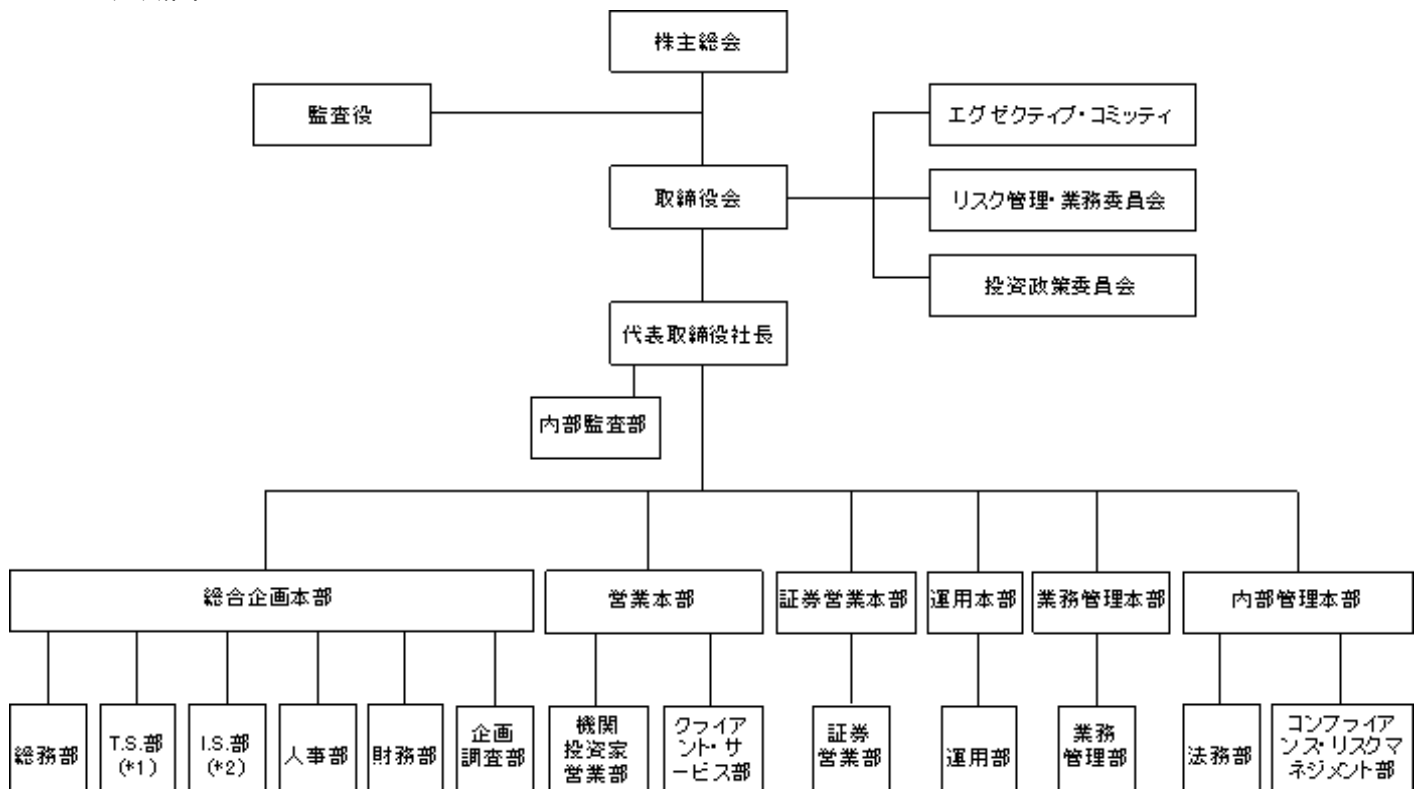 株主総会
監査役
エグゼクティブ・コミッティ
取締役会
リスク管理・業務委員会
投資政策委員会
代表取締役社長
内部監査部
総合企画本部
営業本部
証券営業本部
運用本部
業務管理本部
内部管理本部
総務部
T.S.部
(*1)
I.S.部
(*2)
人事部
財務部
企画
調査部
機関
投資家
営業部
クライア
ント・サ
ービス部
証券
営業部
運用部
業務
管理部
法務部
コンプライア
ンス・リスクマ
ネジメント部